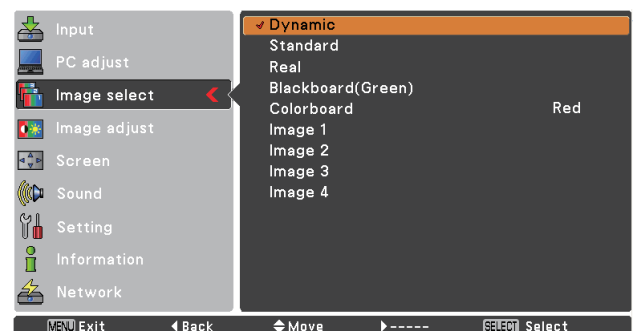 Input
PC adjust
Image select
Image adjust
Screen
Sound
Setting
Information
Network
Dynamic
Standard
Real
Blackboard(Green)
Colorboard Red
Image 1
Image 2
Image 3
Image 4
MENU Exit Back Move ----- SELECT Select